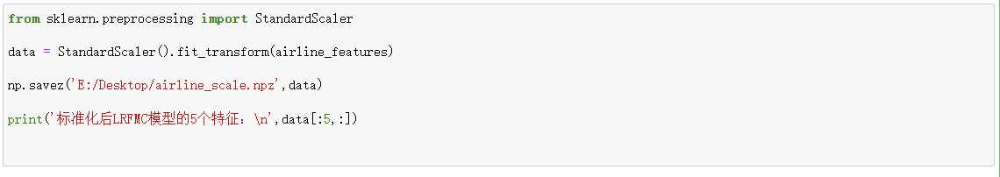 from sklearn.preprocessing import StandardScaler
data = StandardScaler().fit_transform(airline_features)
np.savez('E:/Desktop/airline_scale.npz',data)
print('标准化后LRFMC模型的5个特征：\n',data[:5,:])